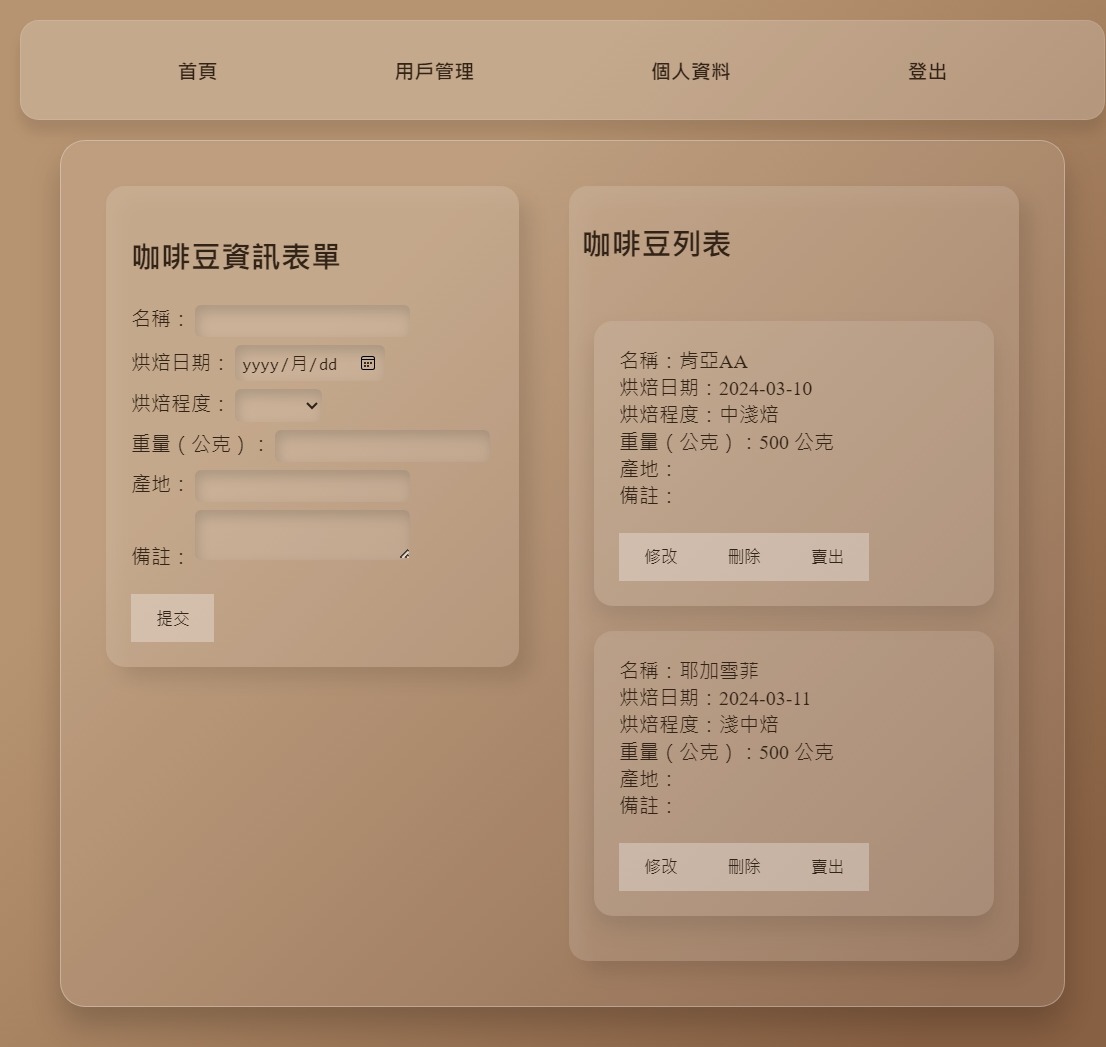 首頁 用戶管理 個人資料 登出
咖啡豆資訊表單
名稱：
烘焙日期： yyyy/月/dd
烘焙程度：
重量（公克）：
產地：
備註：
提交
咖啡豆列表
名稱：肯亞AA
烘焙日期：2024-03-10
烘焙程度：中淺焙
重量（公克）：500 公克
產地：
備註：
修改 刪除 賣出
名稱：耶加雪菲
烘焙日期：2024-03-11
烘焙程度：淺中焙
重量（公克）：500 公克
產地：
備註：
修改 刪除 賣出